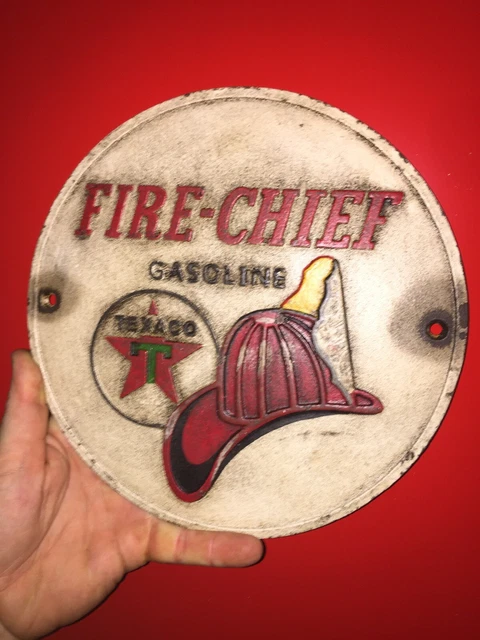 FIRE-CHIEF
GASOLINE
TEXACO
T